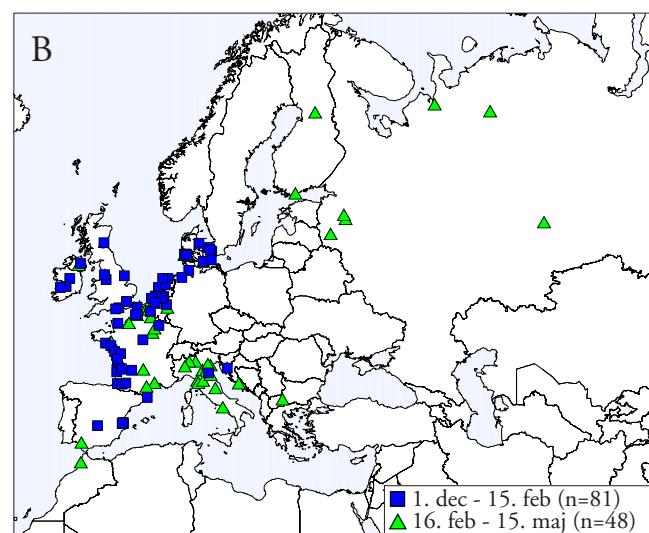 B
1. dec - 15. feb (n=81)
16. feb - 15. maj (n=48)